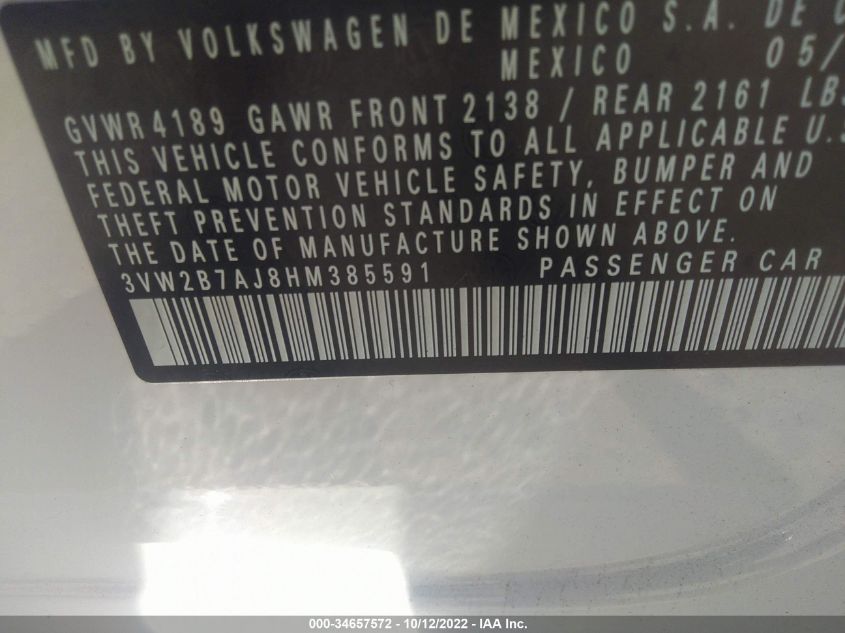 MFD BY VOLKSWAGEN DE MEXICO S.A. DE C
MEXICO 05/
GVWR 4189 GAWR FRONT 2138 / REAR 2161 LBS
THIS VEHICLE CONFORMS TO ALL APPLICABLE U.S
FEDERAL MOTOR VEHICLE SAFETY, BUMPER AND
THEFT PREVENTION STANDARDS IN EFFECT ON
THE DATE OF MANUFACTURE SHOWN ABOVE.
3VW2B7AJ8HM385591 PASSENGER CAR
000-34657572 - 10/12/2022 - IAA Inc.